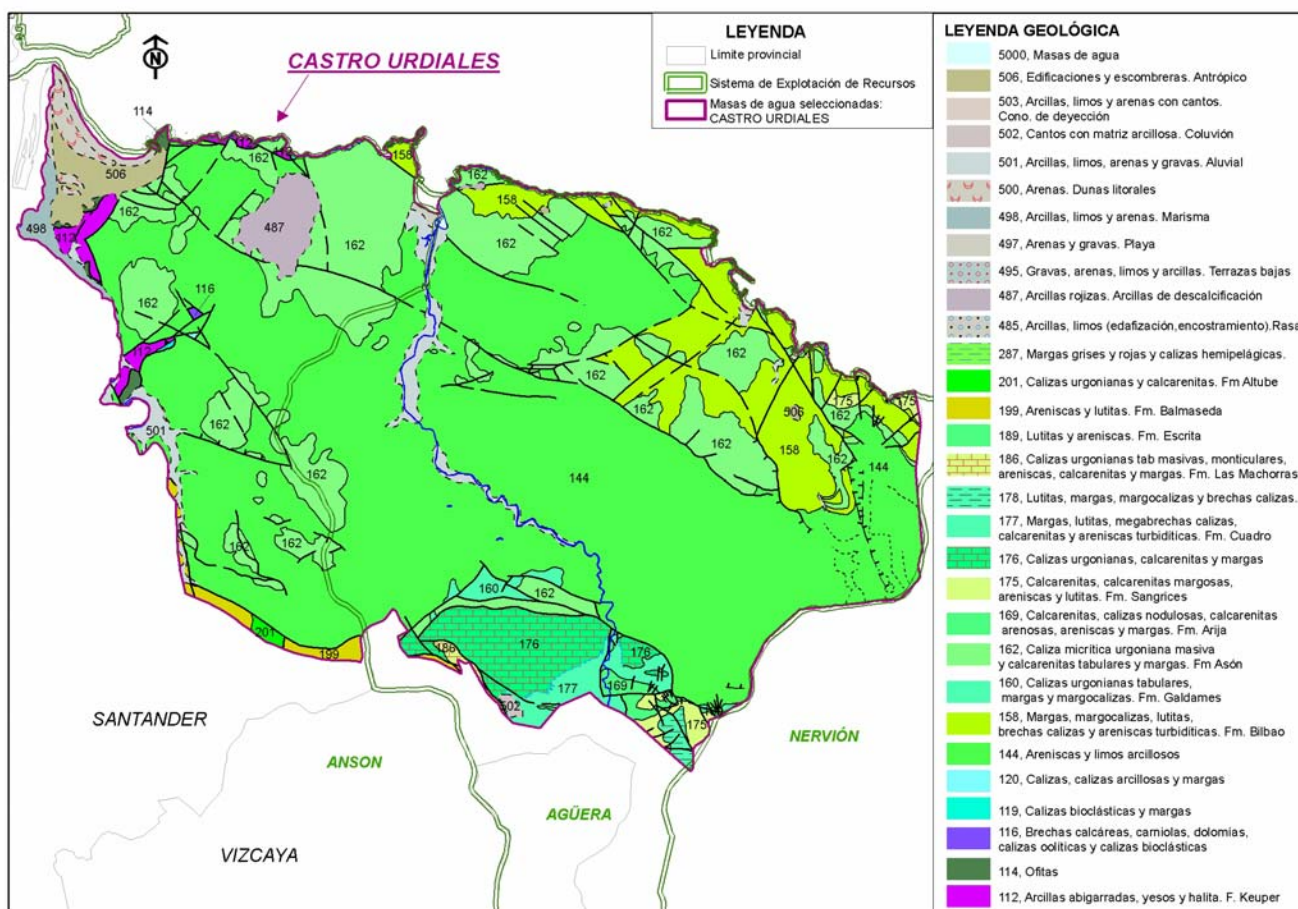 LEYENDA
Límite provincial
Sistema de Explotación de Recursos
Masas de agua seleccionadas:
CASTRO URDIALES
N
CASTRO URDIALES
114
112
162
112
158
506
162
162
158
487
162
162
162
498
112
162
116
162
112
162
162
175
175
506
162
162
162
158
162
144
501
162
162
144
162
162
160
162
201
199
176
176
186
177
169
502
175
SANTANDER
ANSON
NERVIÓN
AGÜERA
VIZCAYA
LEYENDA GEOLÓGICA
5000, Masas de agua
506, Edificaciones y escombreras. Antrópico
503, Arcillas, limos y arenas con cantos.
Cono. de deyección
502, Cantos con matriz arcillosa. Coluvión
501, Arcillas, limos, arenas y gravas. Aluvial
500, Arenas. Dunas litorales
498, Arcillas, limos y arenas. Marisma
497, Arenas y gravas. Playa
495, Gravas, arenas, limos y arcillas. Terrazas bajas
487, Arcillas rojizas. Arcillas de descalcificación
485, Arcillas, limos (edafización,encostramiento).Rasa
287, Margas grises y rojas y calizas hemipelágicas.
201, Calizas urgonianas y calcarenitas. Fm Altube
199, Areniscas y lutitas. Fm. Balmaseda
189, Lutitas y areniscas. Fm. Escrita
186, Calizas urgonianas tab masivas, monticulares,
areniscas, calcarenitas y margas. Fm. Las Machorras
178, Lutitas, margas, margocalizas y brechas calizas.
177, Margas, lutitas, megabrechas calizas,
calcarenitas y areniscas turbidíticas. Fm. Cuadro
176, Calizas urgonianas, calcarenitas y margas
175, Calcarenitas, calcarenitas margosas,
areniscas y lutitas. Fm. Sangrices
169, Calcarenitas, calizas nodulosas, calcarenitas
arenosas, areniscas y margas. Fm. Arija
162, Caliza micrítica urgoniana masiva
y calcarenitas tabulares y margas. Fm Asón
160, Calizas urgonianas tabulares,
margas y margocalizas. Fm. Galdames
158, Margas, margocalizas, lutitas,
brechas calizas y areniscas turbidíticas. Fm. Bilbao
144, Areniscas y limos arcillosos
120, Calizas, calizas arcillosas y margas
119, Calizas bioclásticas y margas
116, Brechas calcáreas, carniolas, dolomias,
calizas oolíticas y calizas bioclásticas
114, Ofitas
112, Arcillas abigarradas, yesos y halita. F. Keuper